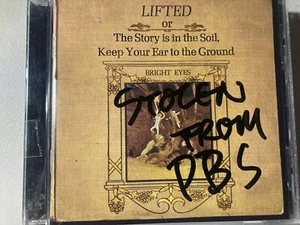 LIFTED
or
The Story is in the Soil,
Keep Your Ear to the Ground
BRIGHT EYES
STOLEN
FROM
PBS